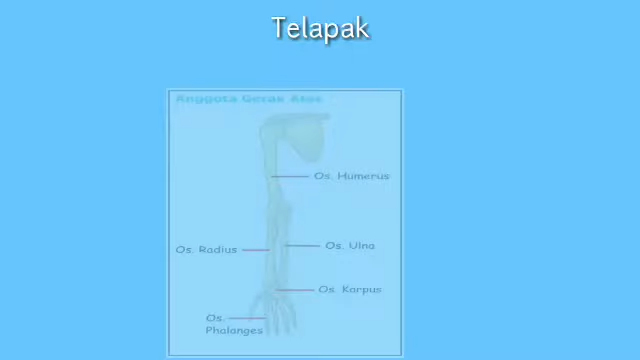 Telapak
Anggota Gerak Atas
Os. Humerus
Os. Radius
Os. Ulna
Os. Karpus
Os.
Phalanges